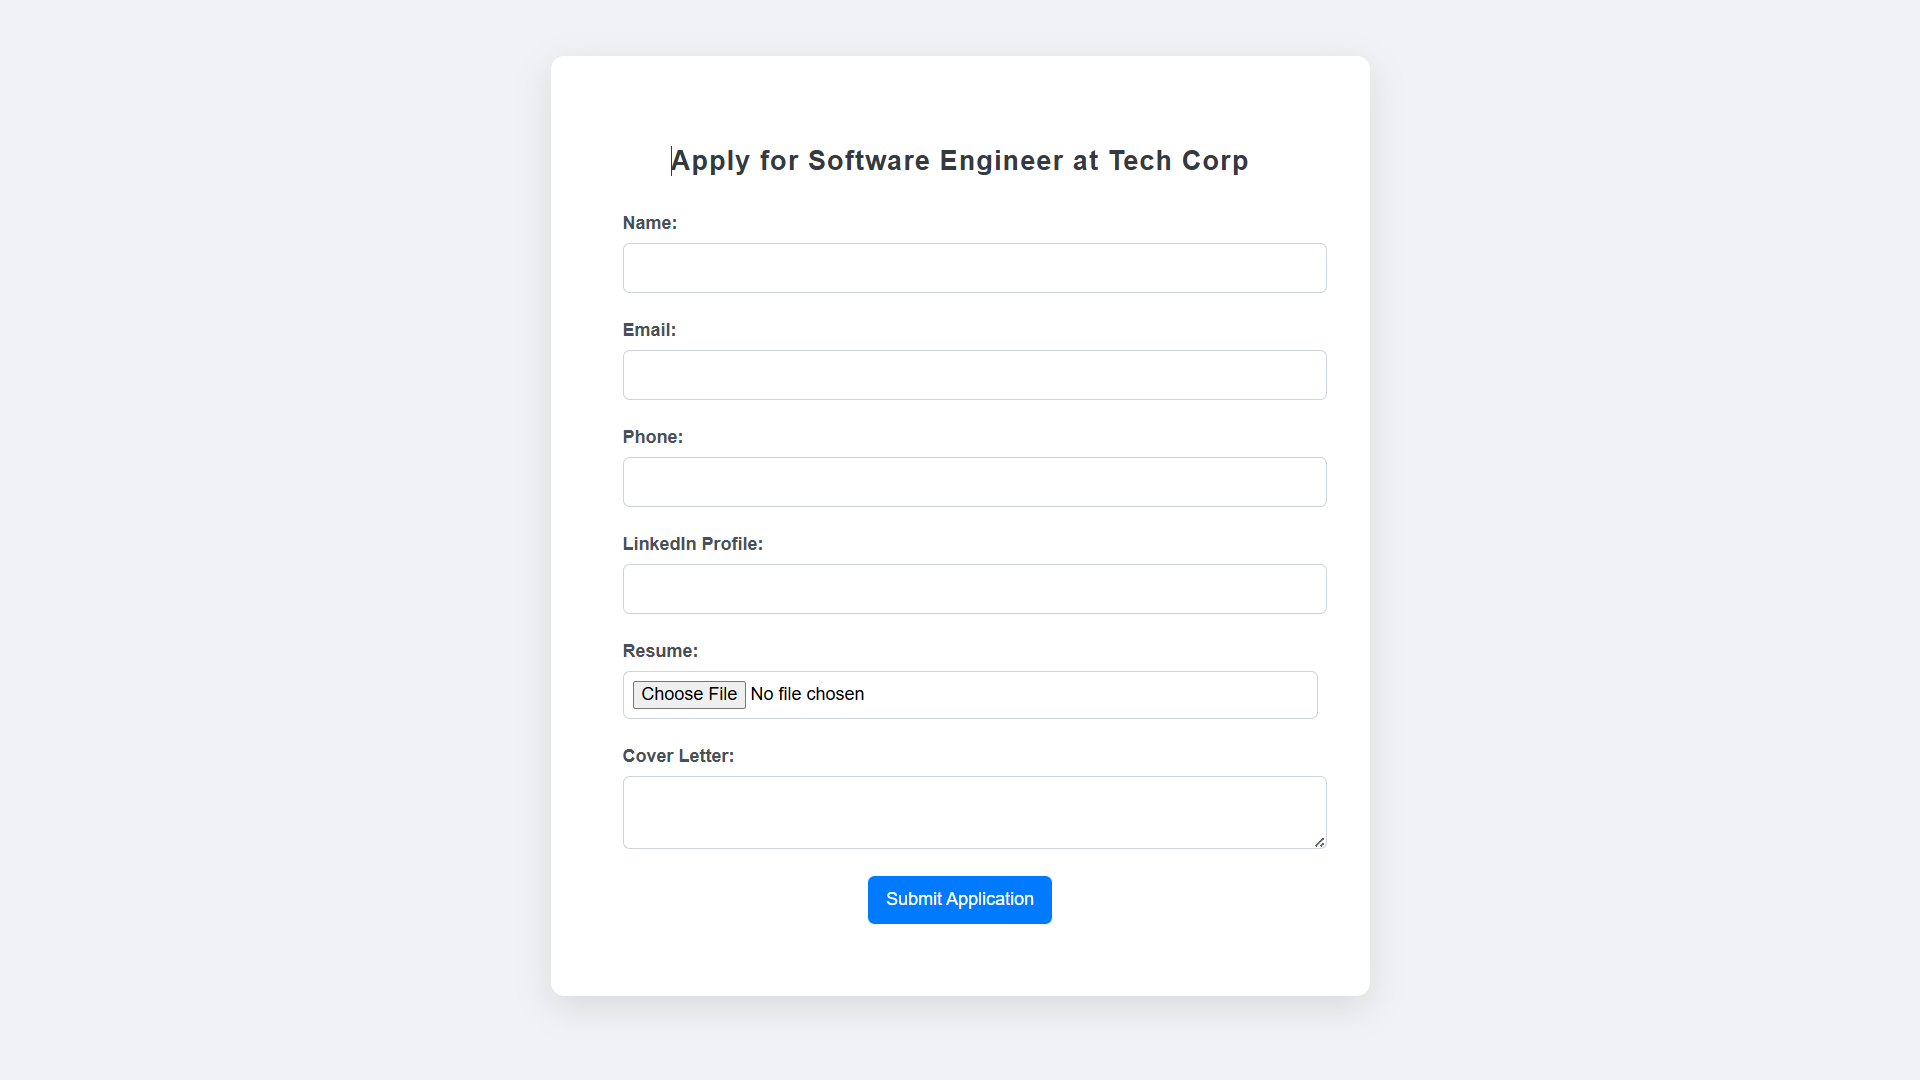 Apply for Software Engineer at Tech Corp
Name:
Email:
Phone:
LinkedIn Profile:
Resume:
Choose File No file chosen
Cover Letter:
Submit Application